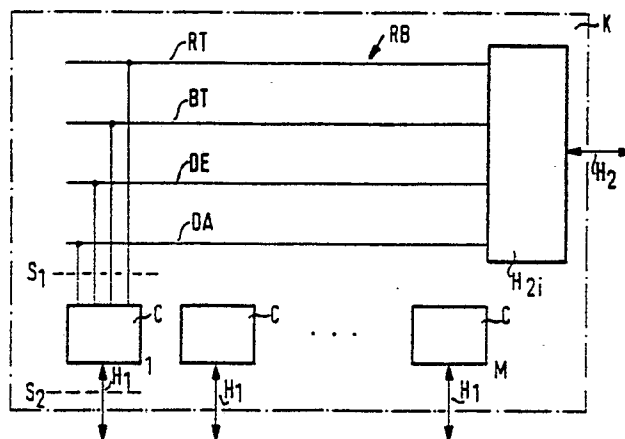 RT RB K
BT
H2
DE
DA
H2i
S1
C C ... C
1 M
S2 H1 H1 H1